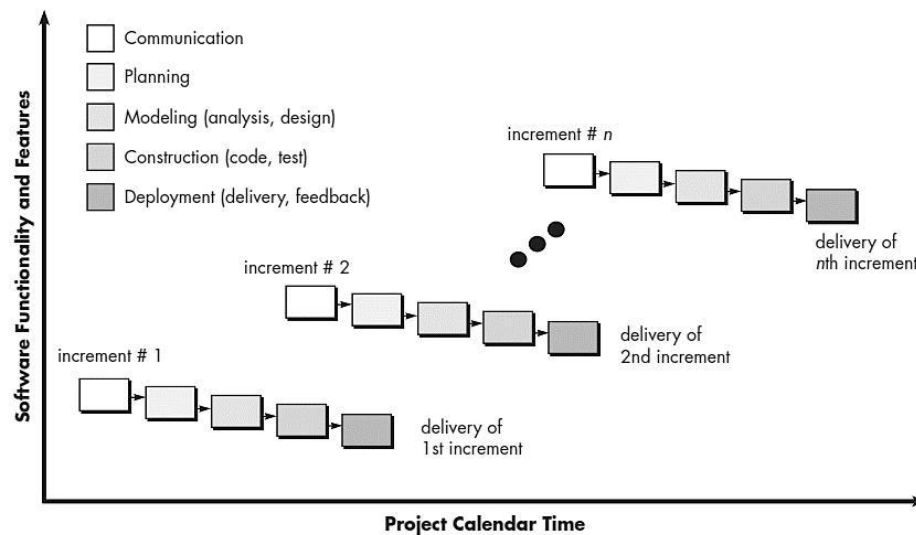 Communication
Planning
Modeling (analysis, design)
Construction (code, test)
Deployment (delivery, feedback)
increment # n
delivery of
nth increment
increment # 2
delivery of
2nd increment
increment # 1
delivery of
1st increment
Software Functionality and Features
Project Calendar Time